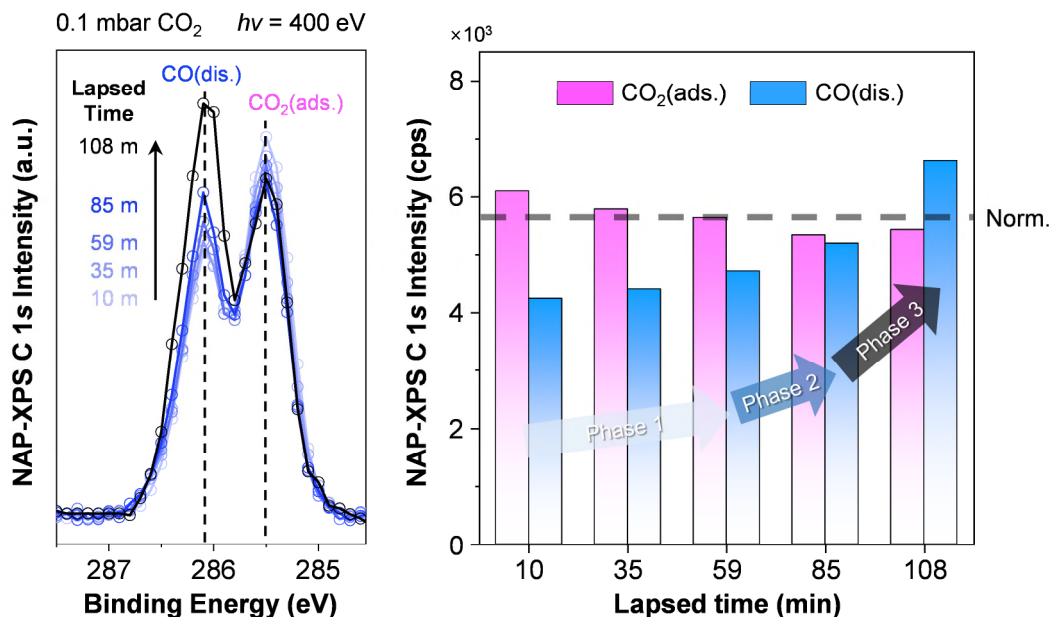 0.1 mbar CO₂ hv = 400 eV
CO(dis.)
CO₂(ads.)
Lapsed
Time
108 m
85 m
59 m
35 m
10 m
NAP-XPS C 1s Intensity (a.u.)
287 286 285
Binding Energy (eV)
×10³
CO₂(ads.) CO(dis.)
8
6
4
2
0
NAP-XPS C 1s Intensity (cps)
Norm.
Phase 1
Phase 2
Phase 3
10 35 59 85 108
Lapsed time (min)